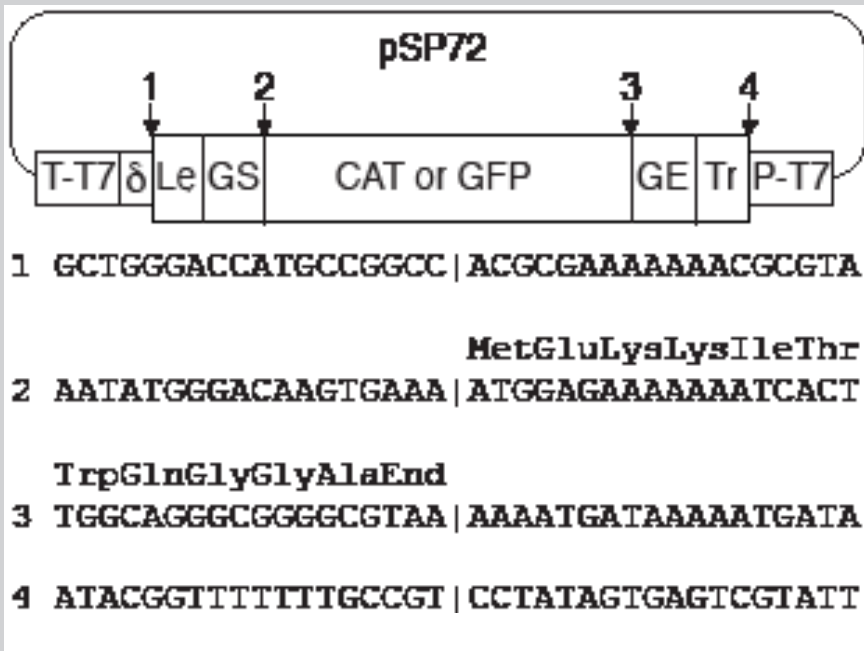 pSP72
1 2 3 4
T-T7 δ Le GS CAT or GFP GE Tr P-T7
1 GCTGGGACCATGCCGGCC|ACGCGAAAAAAACGCGTA
MetGluLysLysIleThr
2 AATATGGGACAAGTGAAA|ATGGAGAAAAAAATCACT
TrpGlnGlyGlyAlaEnd
3 TGGCAGGGCGGGGCGTAA|AAAATGATAAAAATGATA
4 ATACGGTTTTTTTGCCGT|CCTATAGTGAGTCGTATT